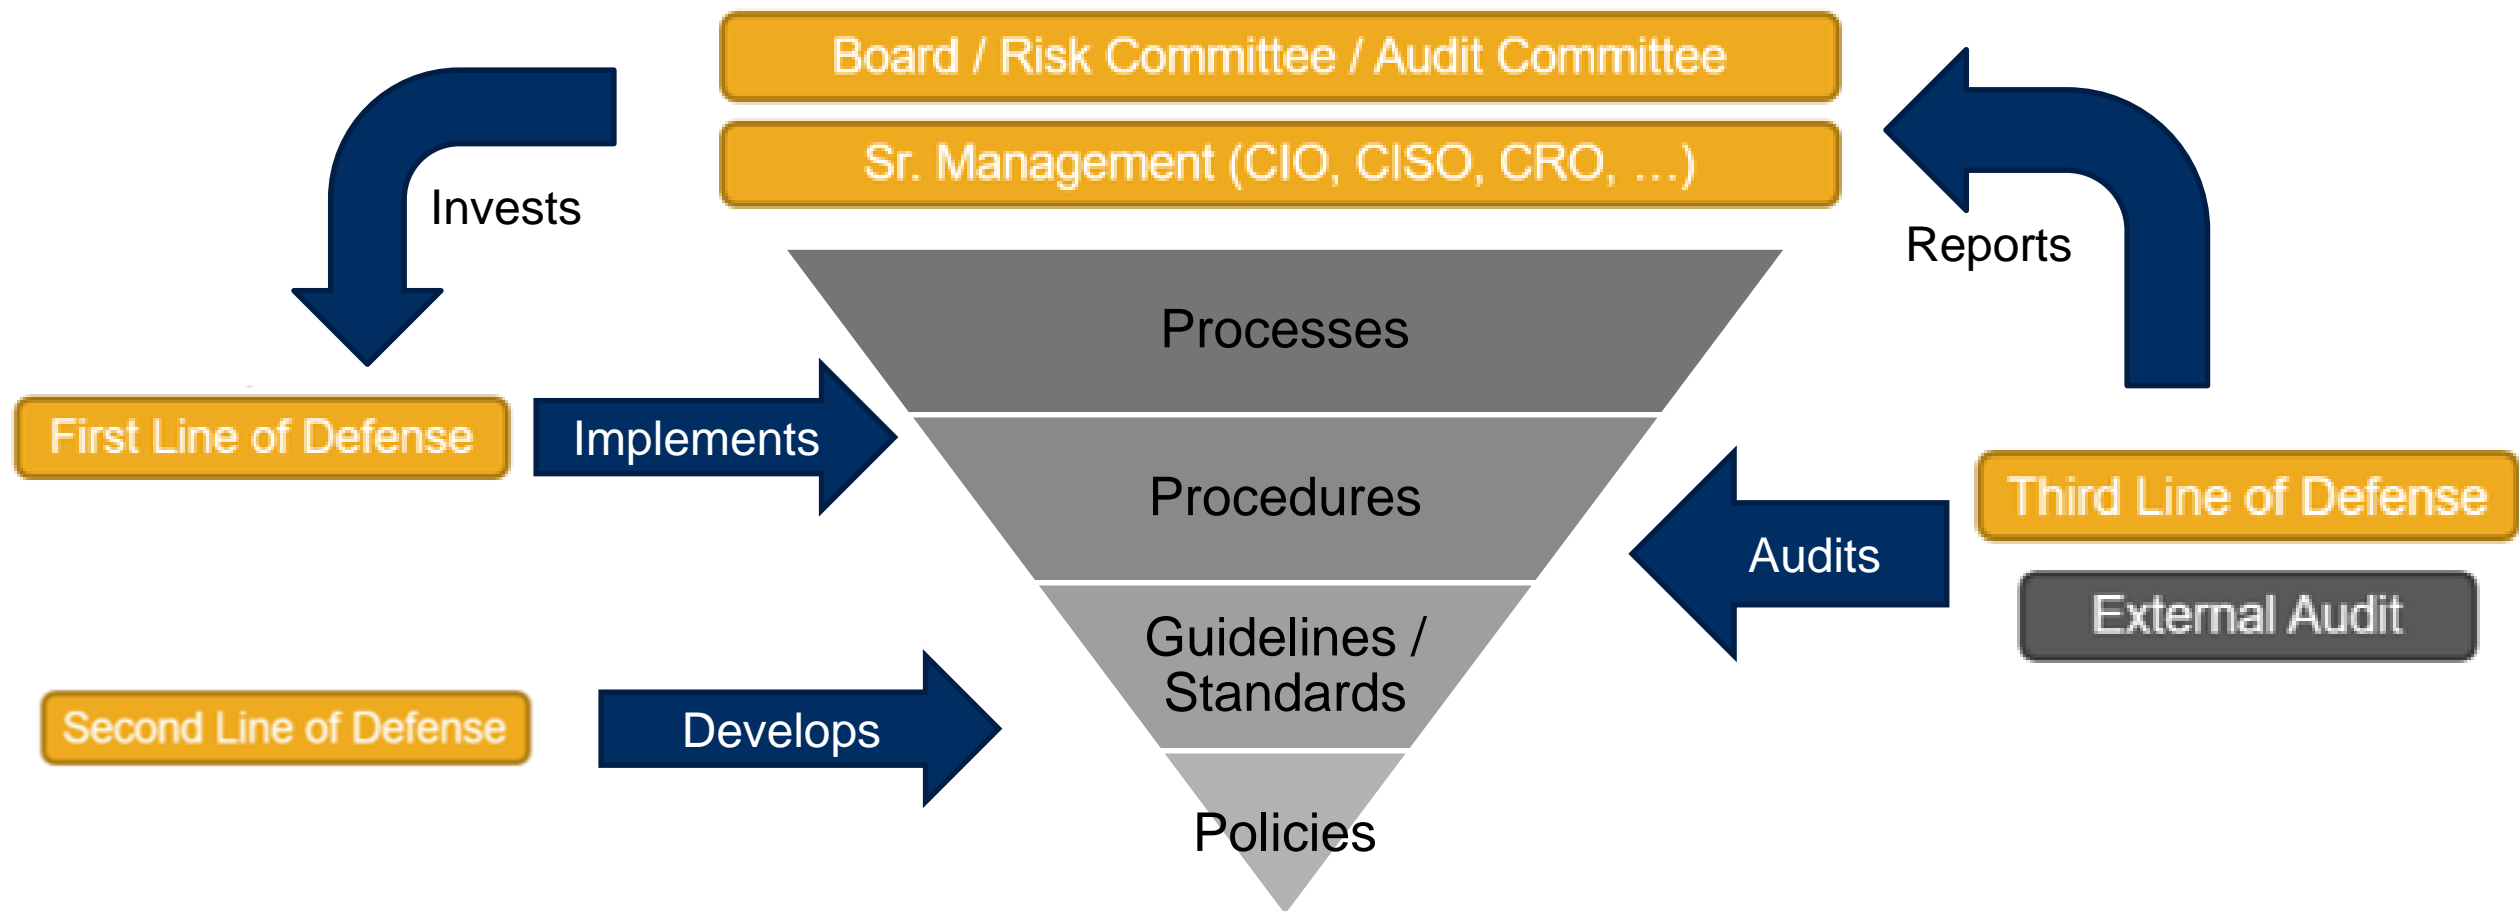 Board / Risk Committee / Audit Committee
Sr. Management (CIO, CISO, CRO, …)
Invests
Reports
Processes
First Line of Defense
Implements
Procedures
Third Line of Defense
Audits
External Audit
Guidelines /
Standards
Second Line of Defense
Develops
Policies